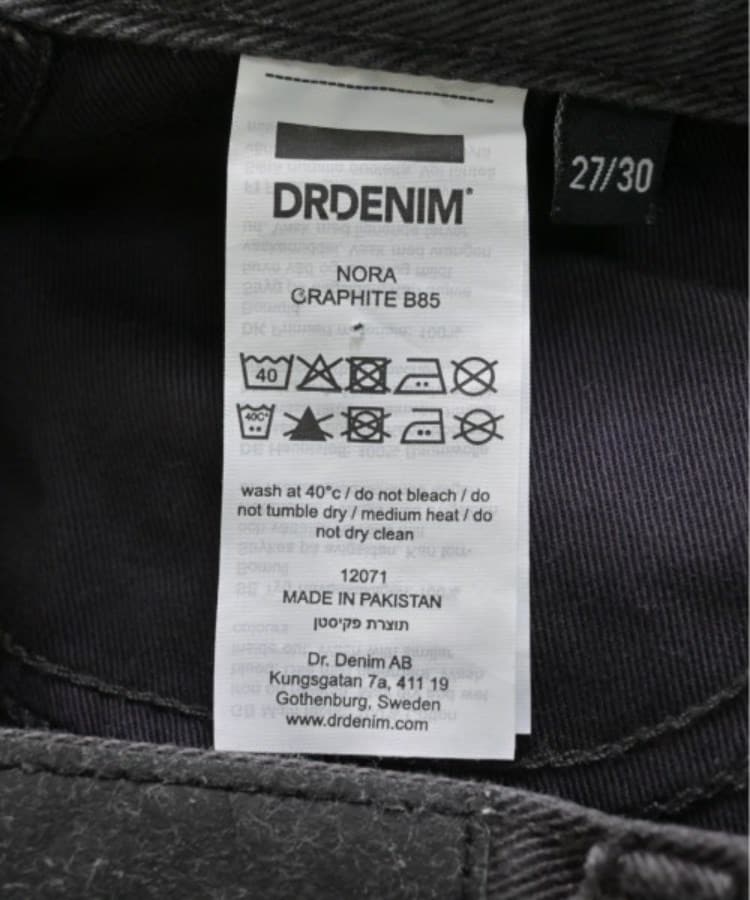 DRDENIM®
27/30
NORA
GRAPHITE B85
40
40C°
wash at 40°c / do not bleach / do
not tumble dry / medium heat / do
not dry clean
12071
MADE IN PAKISTAN
תוצרת פקיסטן
Dr. Denim AB
Kungsgatan 7a, 411 19
Gothenburg, Sweden
www.drdenim.com